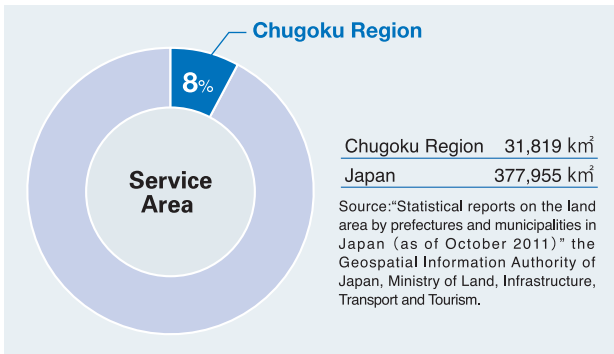 Chugoku Region
8%
Service
Area
Chugoku Region 31,819 km²
Japan 377,955 km²
Source:“Statistical reports on the land
area by prefectures and municipalities in
Japan (as of October 2011)” the
Geospatial Information Authority of
Japan, Ministry of Land, Infrastructure,
Transport and Tourism.